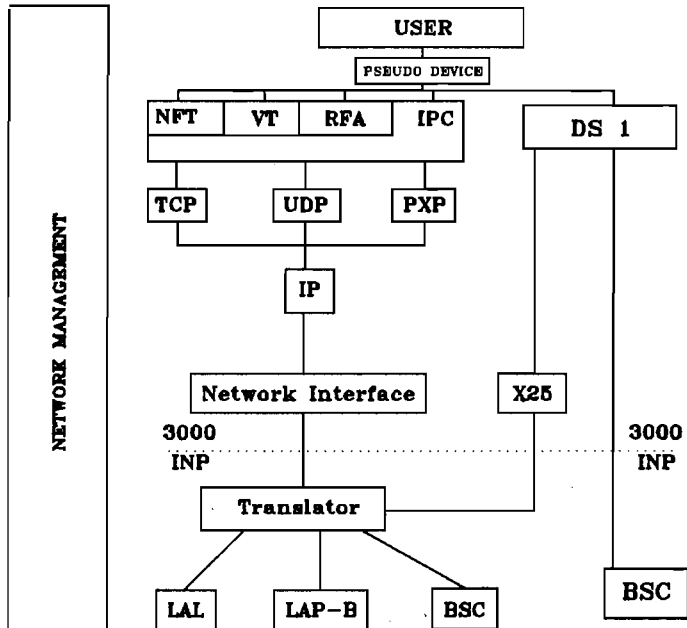 USER
PSEUDO DEVICE
NFT VT RFA IPC
DS 1
TCP UDP PXP
IP
Network Interface
X25
3000 3000
INP INP
Translator
LAL LAP-B BSC
BSC
NETWORK MANAGEMENT